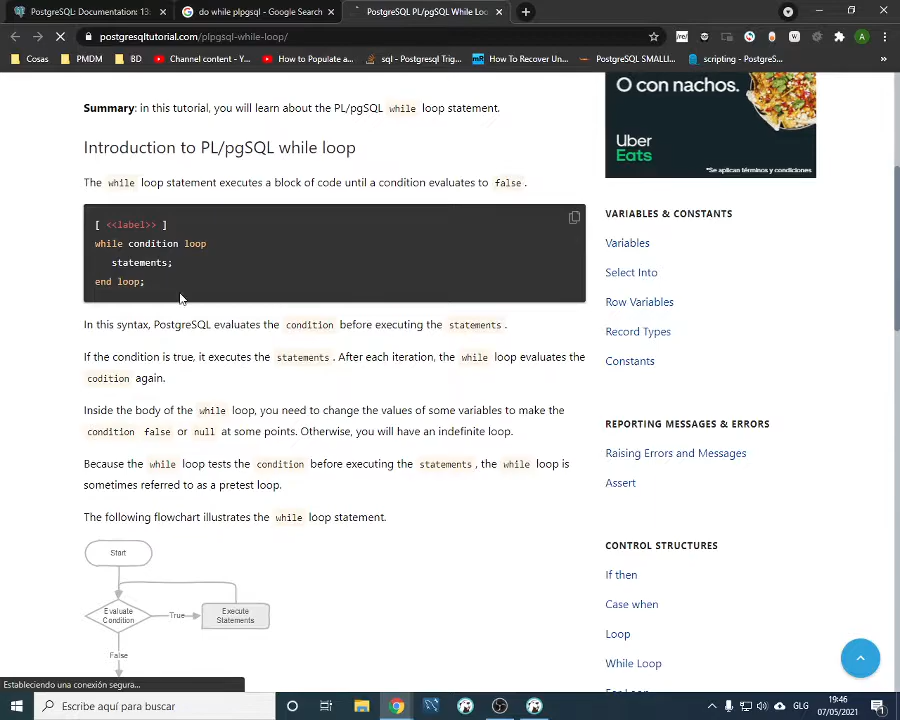 PostgreSQL: Documentation: 13:
do while plpgsql - Google Search
PostgreSQL PL/pgSQL While Loo
postgresqltutorial.com/plpgsql-while-loop/
Cosas
PMDM
BD
Channel content - Y...
How to Populate a...
sql - Postgresql Trig...
How To Recover Un...
PostgreSQL SMALLI...
scripting - PostgreS...
Summary: in this tutorial, you will learn about the PL/pgSQL while loop statement.
Introduction to PL/pgSQL while loop
The while loop statement executes a block of code until a condition evaluates to false .
[ <<label>> ]
while condition loop
statements;
end loop;
In this syntax, PostgreSQL evaluates the condition before executing the statements .
If the condition is true, it executes the statements . After each iteration, the while loop evaluates the
codition again.
Inside the body of the while loop, you need to change the values of some variables to make the
condition false or null at some points. Otherwise, you will have an indefinite loop.
Because the while loop tests the condition before executing the statements , the while loop is
sometimes referred to as a pretest loop.
The following flowchart illustrates the while loop statement.
Start
Evaluate
Condition
True
Execute
Statements
False
O con nachos.
Uber
Eats
*Se aplican términos y condiciones
VARIABLES & CONSTANTS
Variables
Select Into
Row Variables
Record Types
Constants
REPORTING MESSAGES & ERRORS
Raising Errors and Messages
Assert
CONTROL STRUCTURES
If then
Case when
Loop
While Loop
Estableciendo una conexión segura...
Escribe aquí para buscar
GLG
19:46
07/05/2021